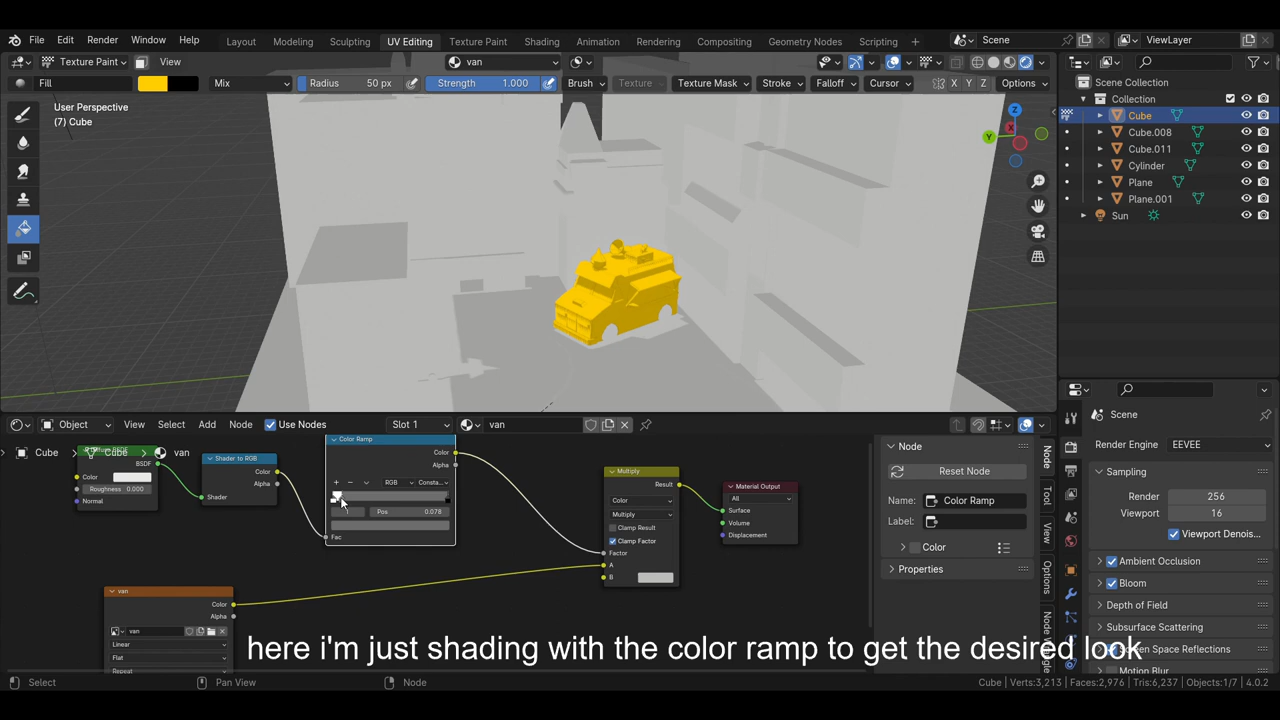 File Edit Render Window Help Layout Modeling Sculpting UV Editing Texture Paint Shading Animation Rendering Compositing Geometry Nodes Scripting + Scene ViewLayer
Texture Paint View van
Fill Mix Radius 50 px Strength 1.000 Brush Texture Texture Mask Stroke Falloff Cursor X Y Z Options
User Perspective
(7) Cube
Z
Y
X
Scene Collection
Collection
Cube
Cube.008
Cube.011
Cylinder
Plane
Plane.001
Sun
Object View Select Add Node Use Nodes Slot 1 van
Cube > Cube > van
BSDF
Color
Roughness 0.000
Normal
Shader to RGB
Color
Alpha
Shader
Color Ramp
Color
Alpha
+ − RGB Consta...
Pos 0.078
Fac
Multiply
Result
Color
Multiply
Clamp Result
Clamp Factor
Factor
A
B
Material Output
All
Surface
Volume
Displacement
van
Color
Alpha
van
Linear
Flat
Repeat
Node
Reset Node
Name: Color Ramp
Label:
Color
Properties
Node
Tool
View
Options
Node Wrangle
Scene
Render Engine EEVEE
Sampling
Render 256
Viewport 16
Viewport Denois...
Ambient Occlusion
Bloom
Depth of Field
Subsurface Scattering
Screen Space Reflections
Motion Blur
here i'm just shading with the color ramp to get the desired look
Select Pan View Node Cube | Verts:3,213 | Faces:2,976 | Tris:6,237 | Objects:1/7 | 4.0.2